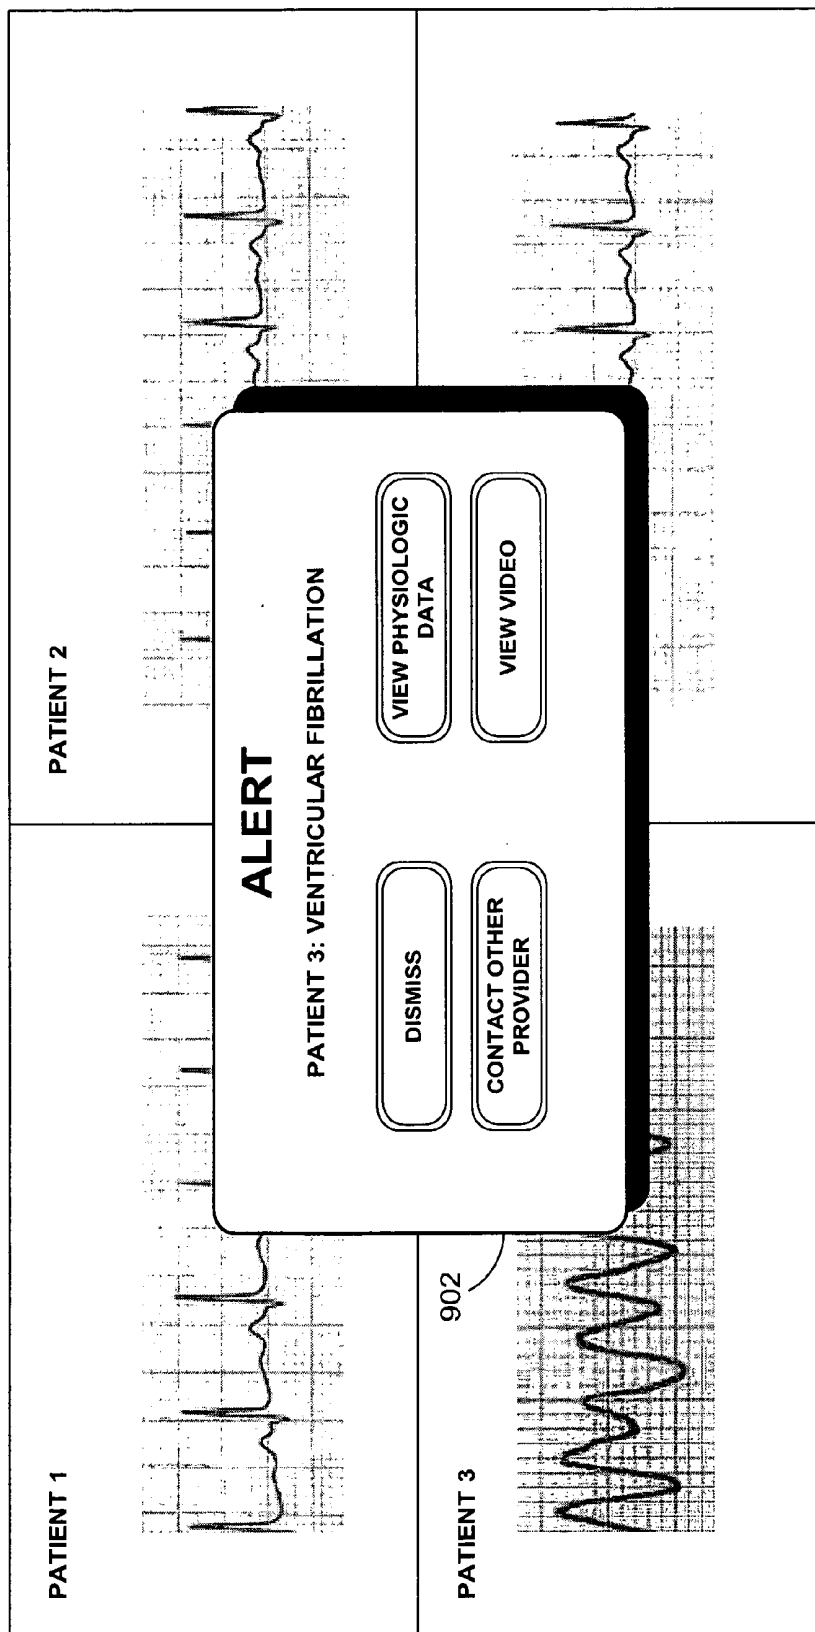 PATIENT 1
PATIENT 2
ALERT
PATIENT 3: VENTRICULAR FIBRILLATION
DISMISS
VIEW PHYSIOLOGIC
DATA
CONTACT OTHER
PROVIDER
VIEW VIDEO
902
PATIENT 3